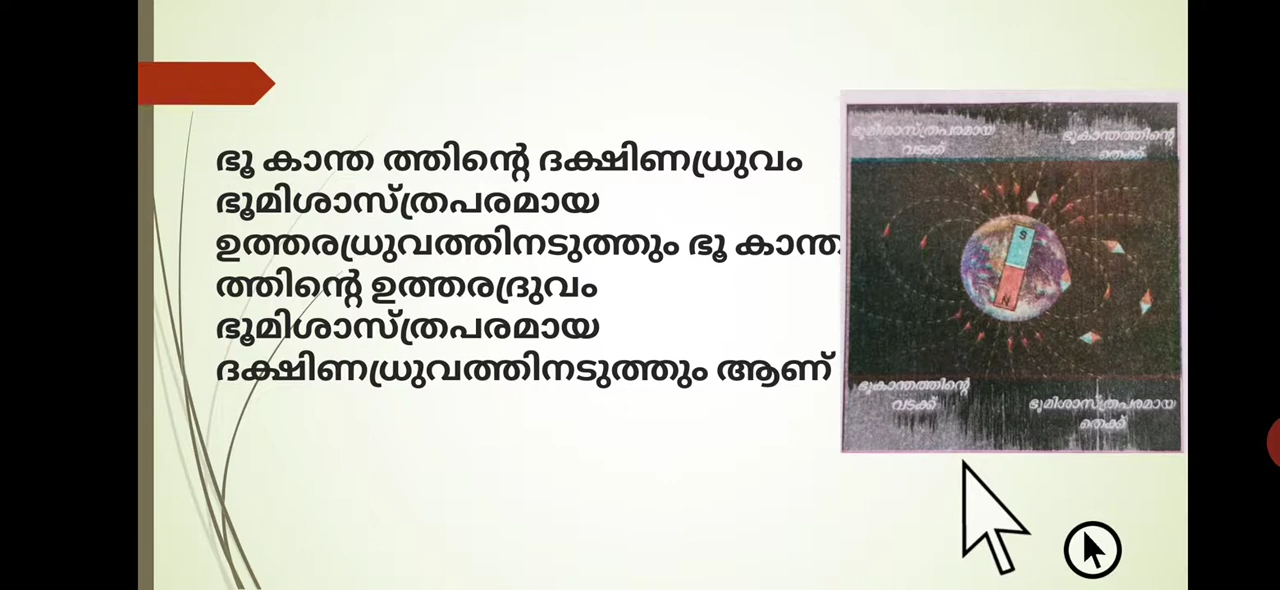 ഭൂ കാന്ത ത്തിന്റെ ദക്ഷിണധ്രുവം
ഭൂമിശാസ്ത്രപരമായ
ഉത്തരധ്രുവത്തിനടുത്തും ഭൂ കാന്ത
ത്തിന്റെ ഉത്തരദ്രുവം
ഭൂമിശാസ്ത്രപരമായ
ദക്ഷിണധ്രുവത്തിനടുത്തും ആണ്
ഭൂമിശാസ്ത്രപരമായ
വടക്ക്
ഭൂകാന്തത്തിന്റെ
തെക്ക്
S
N
ഭൂകാന്തത്തിന്റെ
വടക്ക്
ഭൂമിശാസ്ത്രപരമായ
തെക്ക്